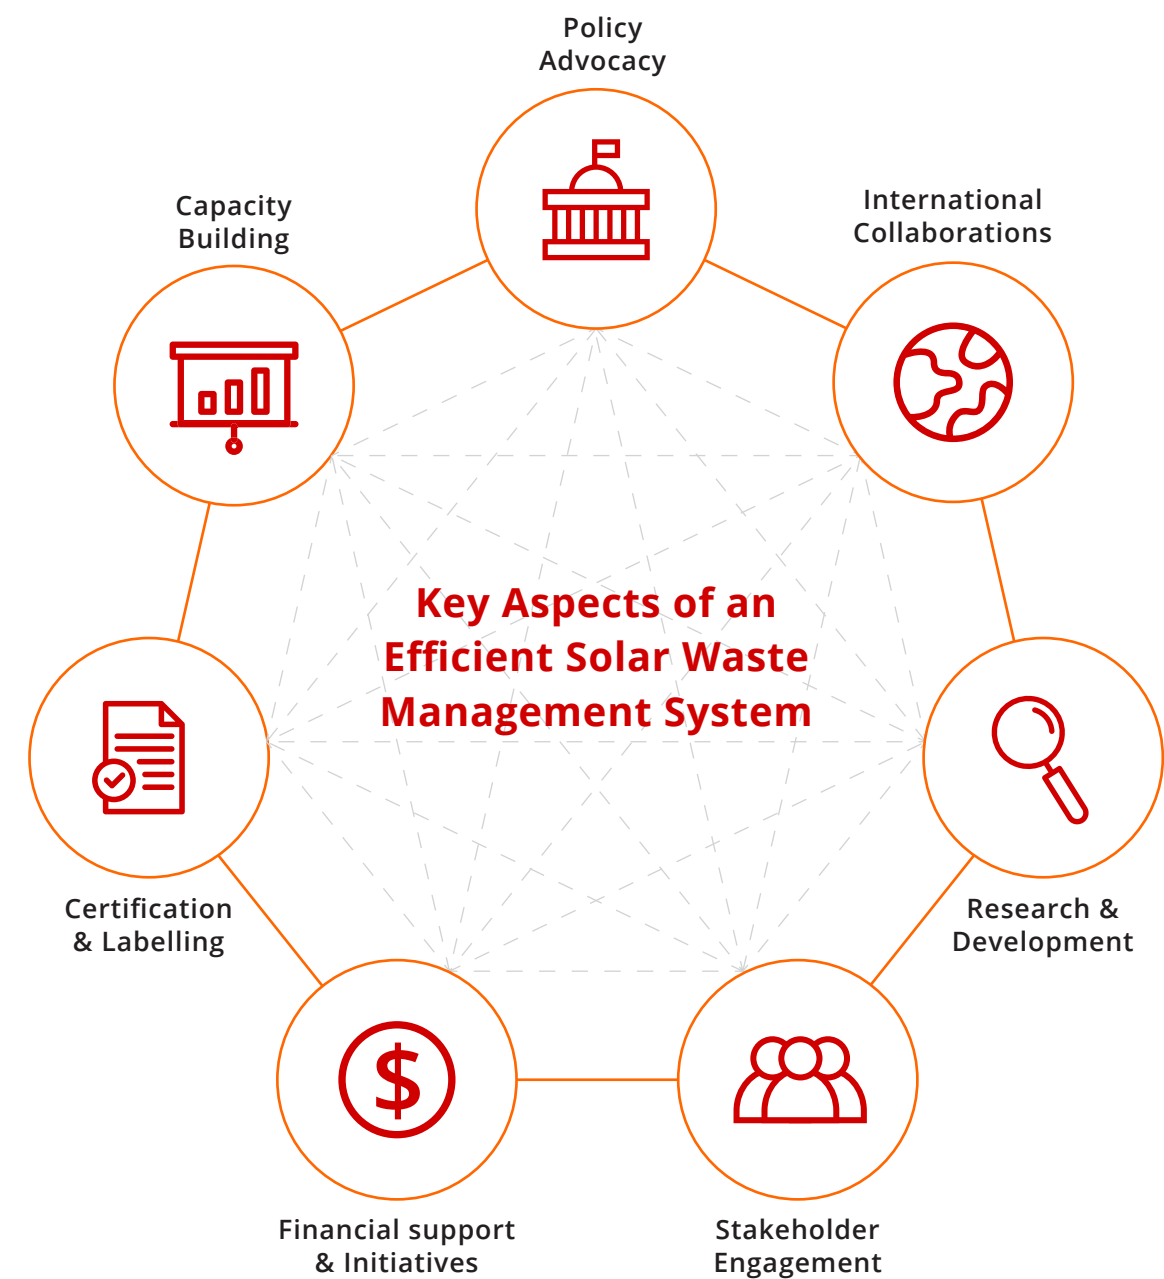 Policy
Advocacy
Capacity
Building
International
Collaborations
Key Aspects of an
Efficient Solar Waste
Management System
Certification
& Labelling
Research &
Development
$
Financial support
& Initiatives
Stakeholder
Engagement